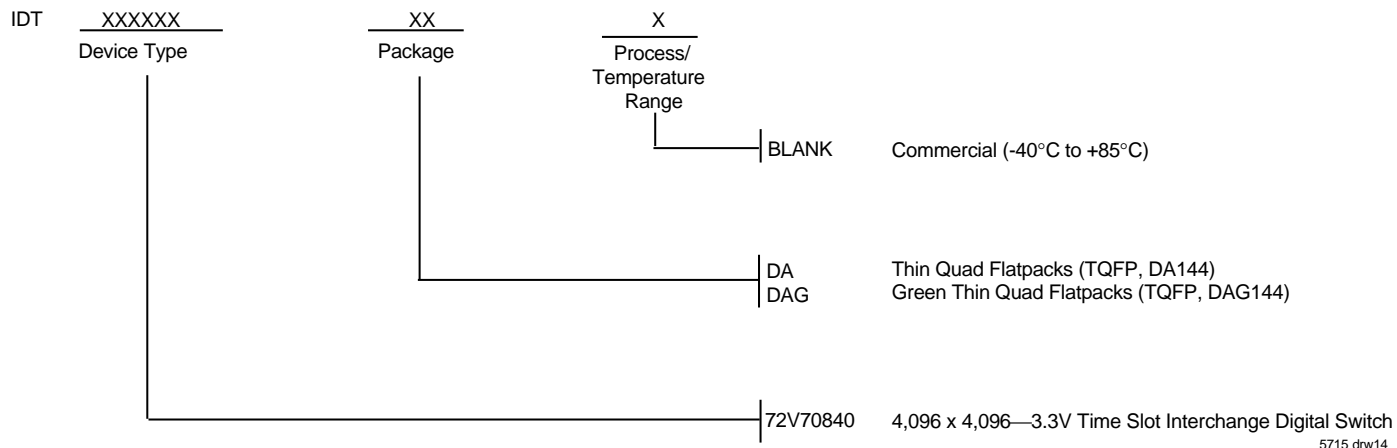 IDT XXXXXX XX X
Device Type Package Process/
Temperature
Range
BLANK Commercial (-40°C to +85°C)
DA Thin Quad Flatpacks (TQFP, DA144)
DAG Green Thin Quad Flatpacks (TQFP, DAG144)
72V70840 4,096 x 4,096—3.3V Time Slot Interchange Digital Switch
5715 drw14